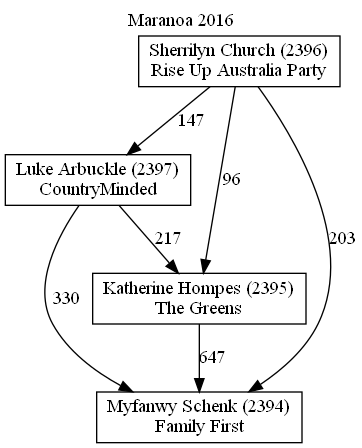 Maranoa 2016
Sherrilyn Church (2396)
Rise Up Australia Party
147
96
Luke Arbuckle (2397)
CountryMinded
203
217
Katherine Hompes (2395)
The Greens
330
647
Myfanwy Schenk (2394)
Family First